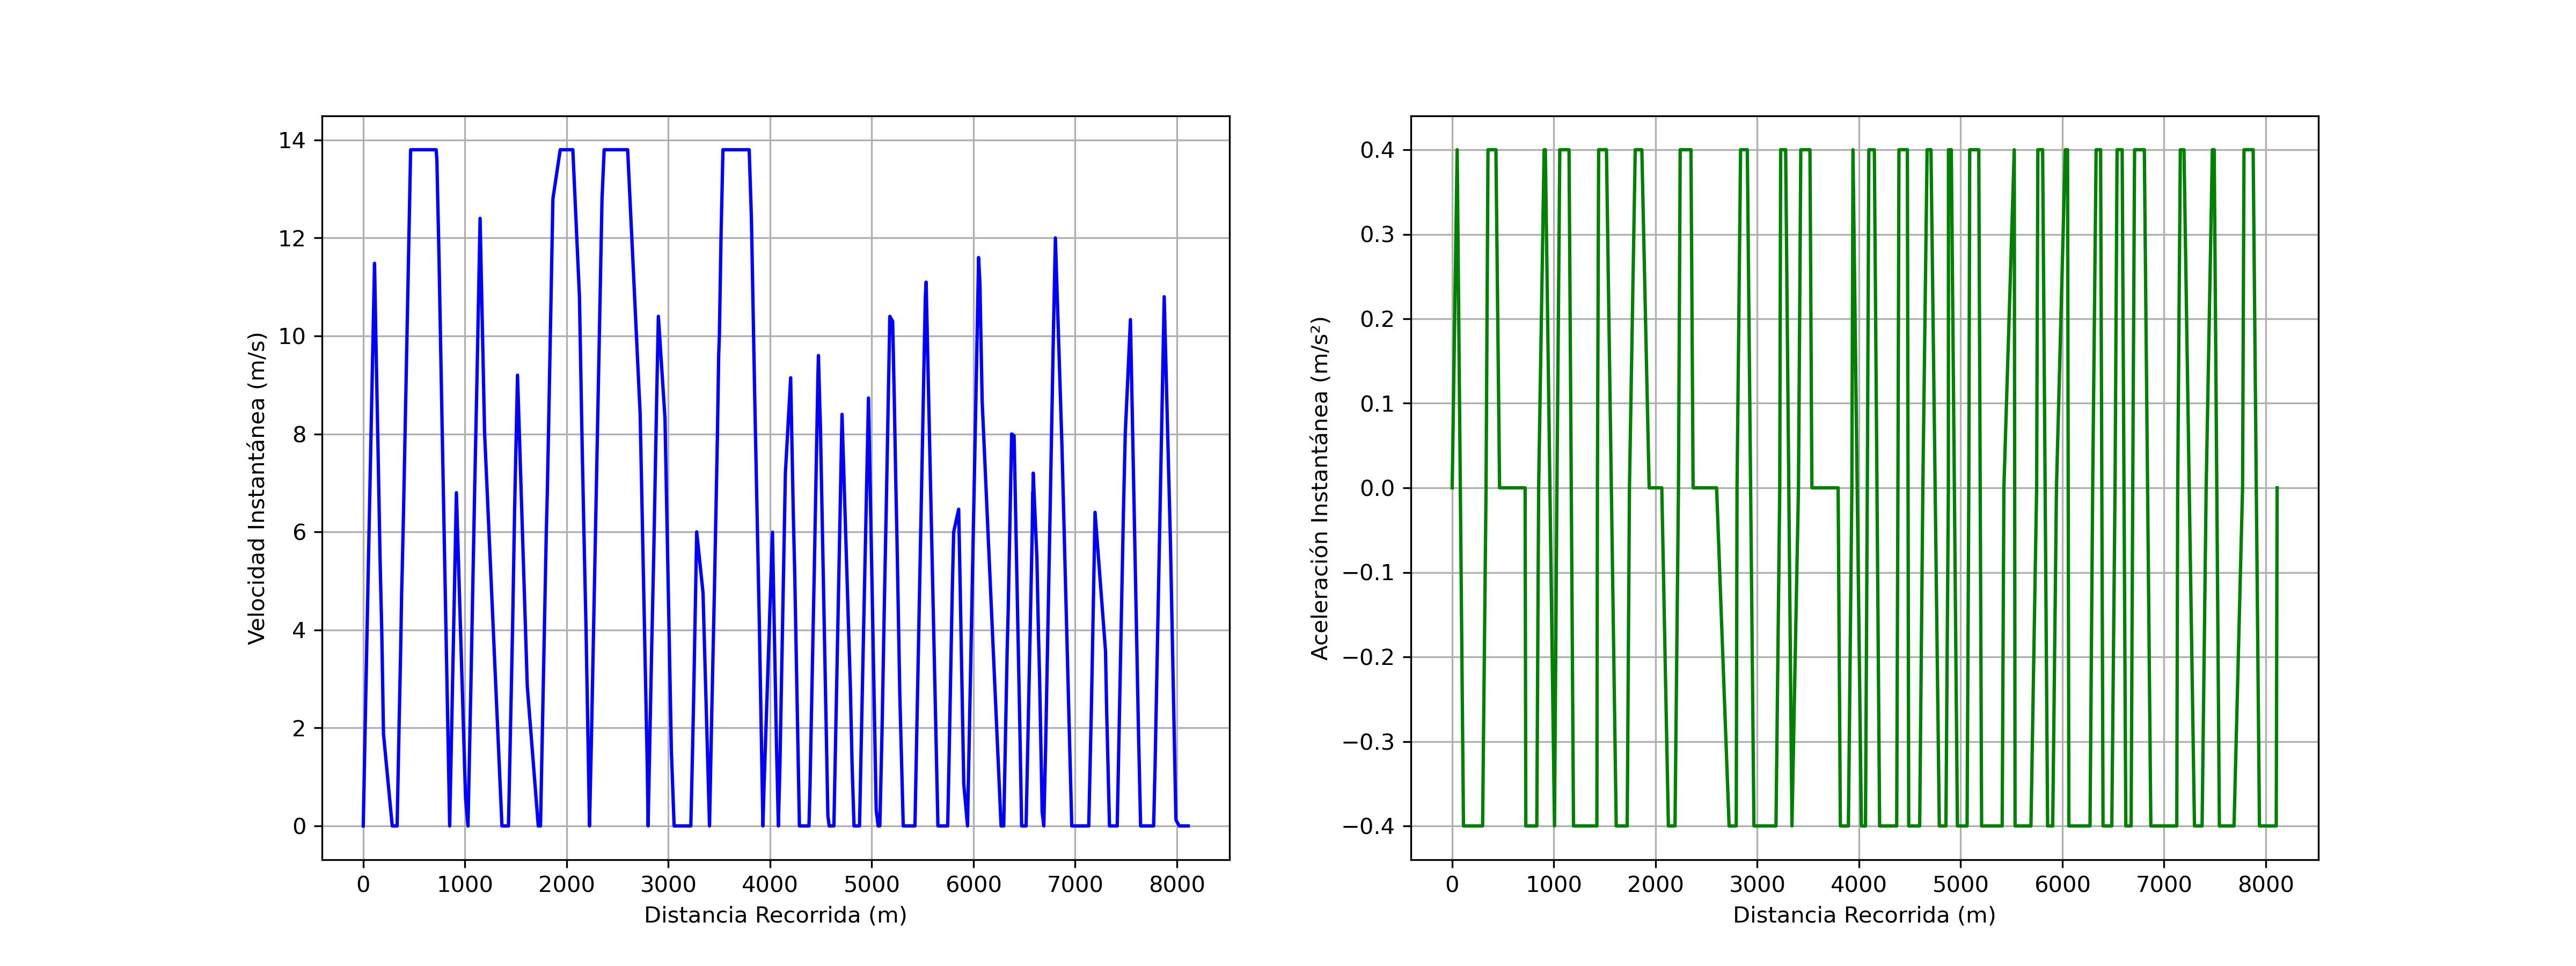 14
12
10
8
6
4
2
0
Velocidad Instantánea (m/s)
0 1000 2000 3000 4000 5000 6000 7000 8000
Distancia Recorrida (m)
0.4
0.3
0.2
0.1
0.0
−0.1
−0.2
−0.3
−0.4
Aceleración Instantánea (m/s²)
0 1000 2000 3000 4000 5000 6000 7000 8000
Distancia Recorrida (m)